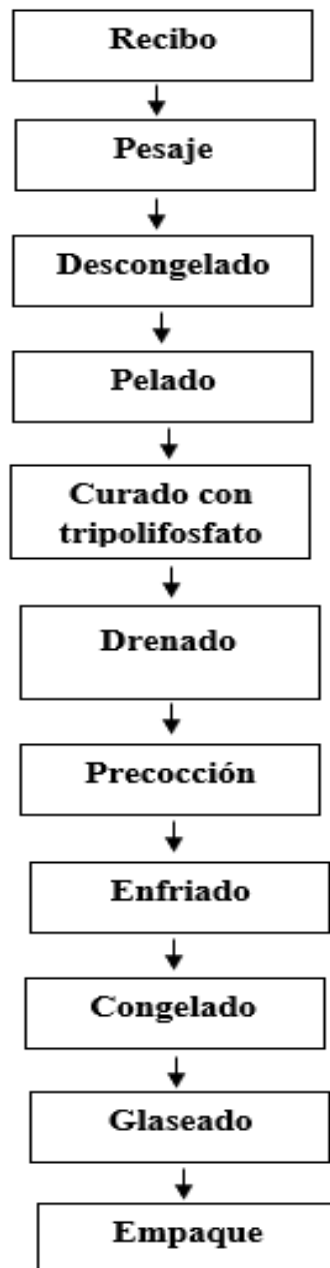 Recibo
Pesaje
Descongelado
Pelado
Curado con
tripolifosfato
Drenado
Precocción
Enfriado
Congelado
Glaseado
Empaque